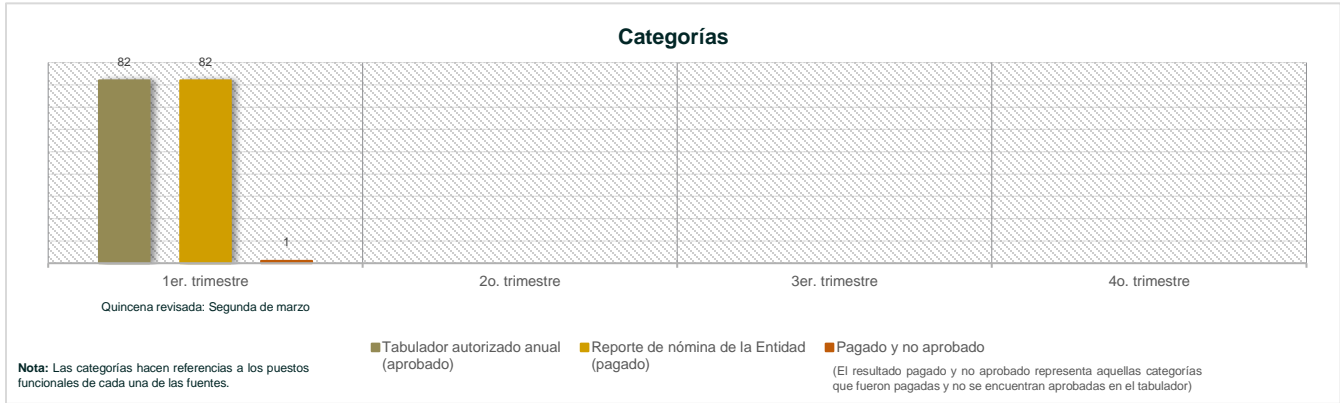 Categorías
82
82
1
1er. trimestre
2o. trimestre
3er. trimestre
4o. trimestre
Quincena revisada: Segunda de marzo
Tabulador autorizado anual
(aprobado)
Reporte de nómina de la Entidad
(pagado)
Pagado y no aprobado
(El resultado pagado y no aprobado representa aquellas categorías
que fueron pagadas y no se encuentran aprobadas en el tabulador)
Nota: Las categorías hacen referencias a los puestos
funcionales de cada una de las fuentes.